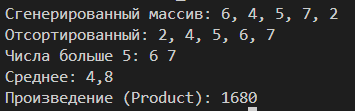 Сгенерированный массив: 6, 4, 5, 7, 2
Отсортированный: 2, 4, 5, 6, 7
Числа больше 5: 6 7
Среднее: 4,8
Произведение (Product): 1680